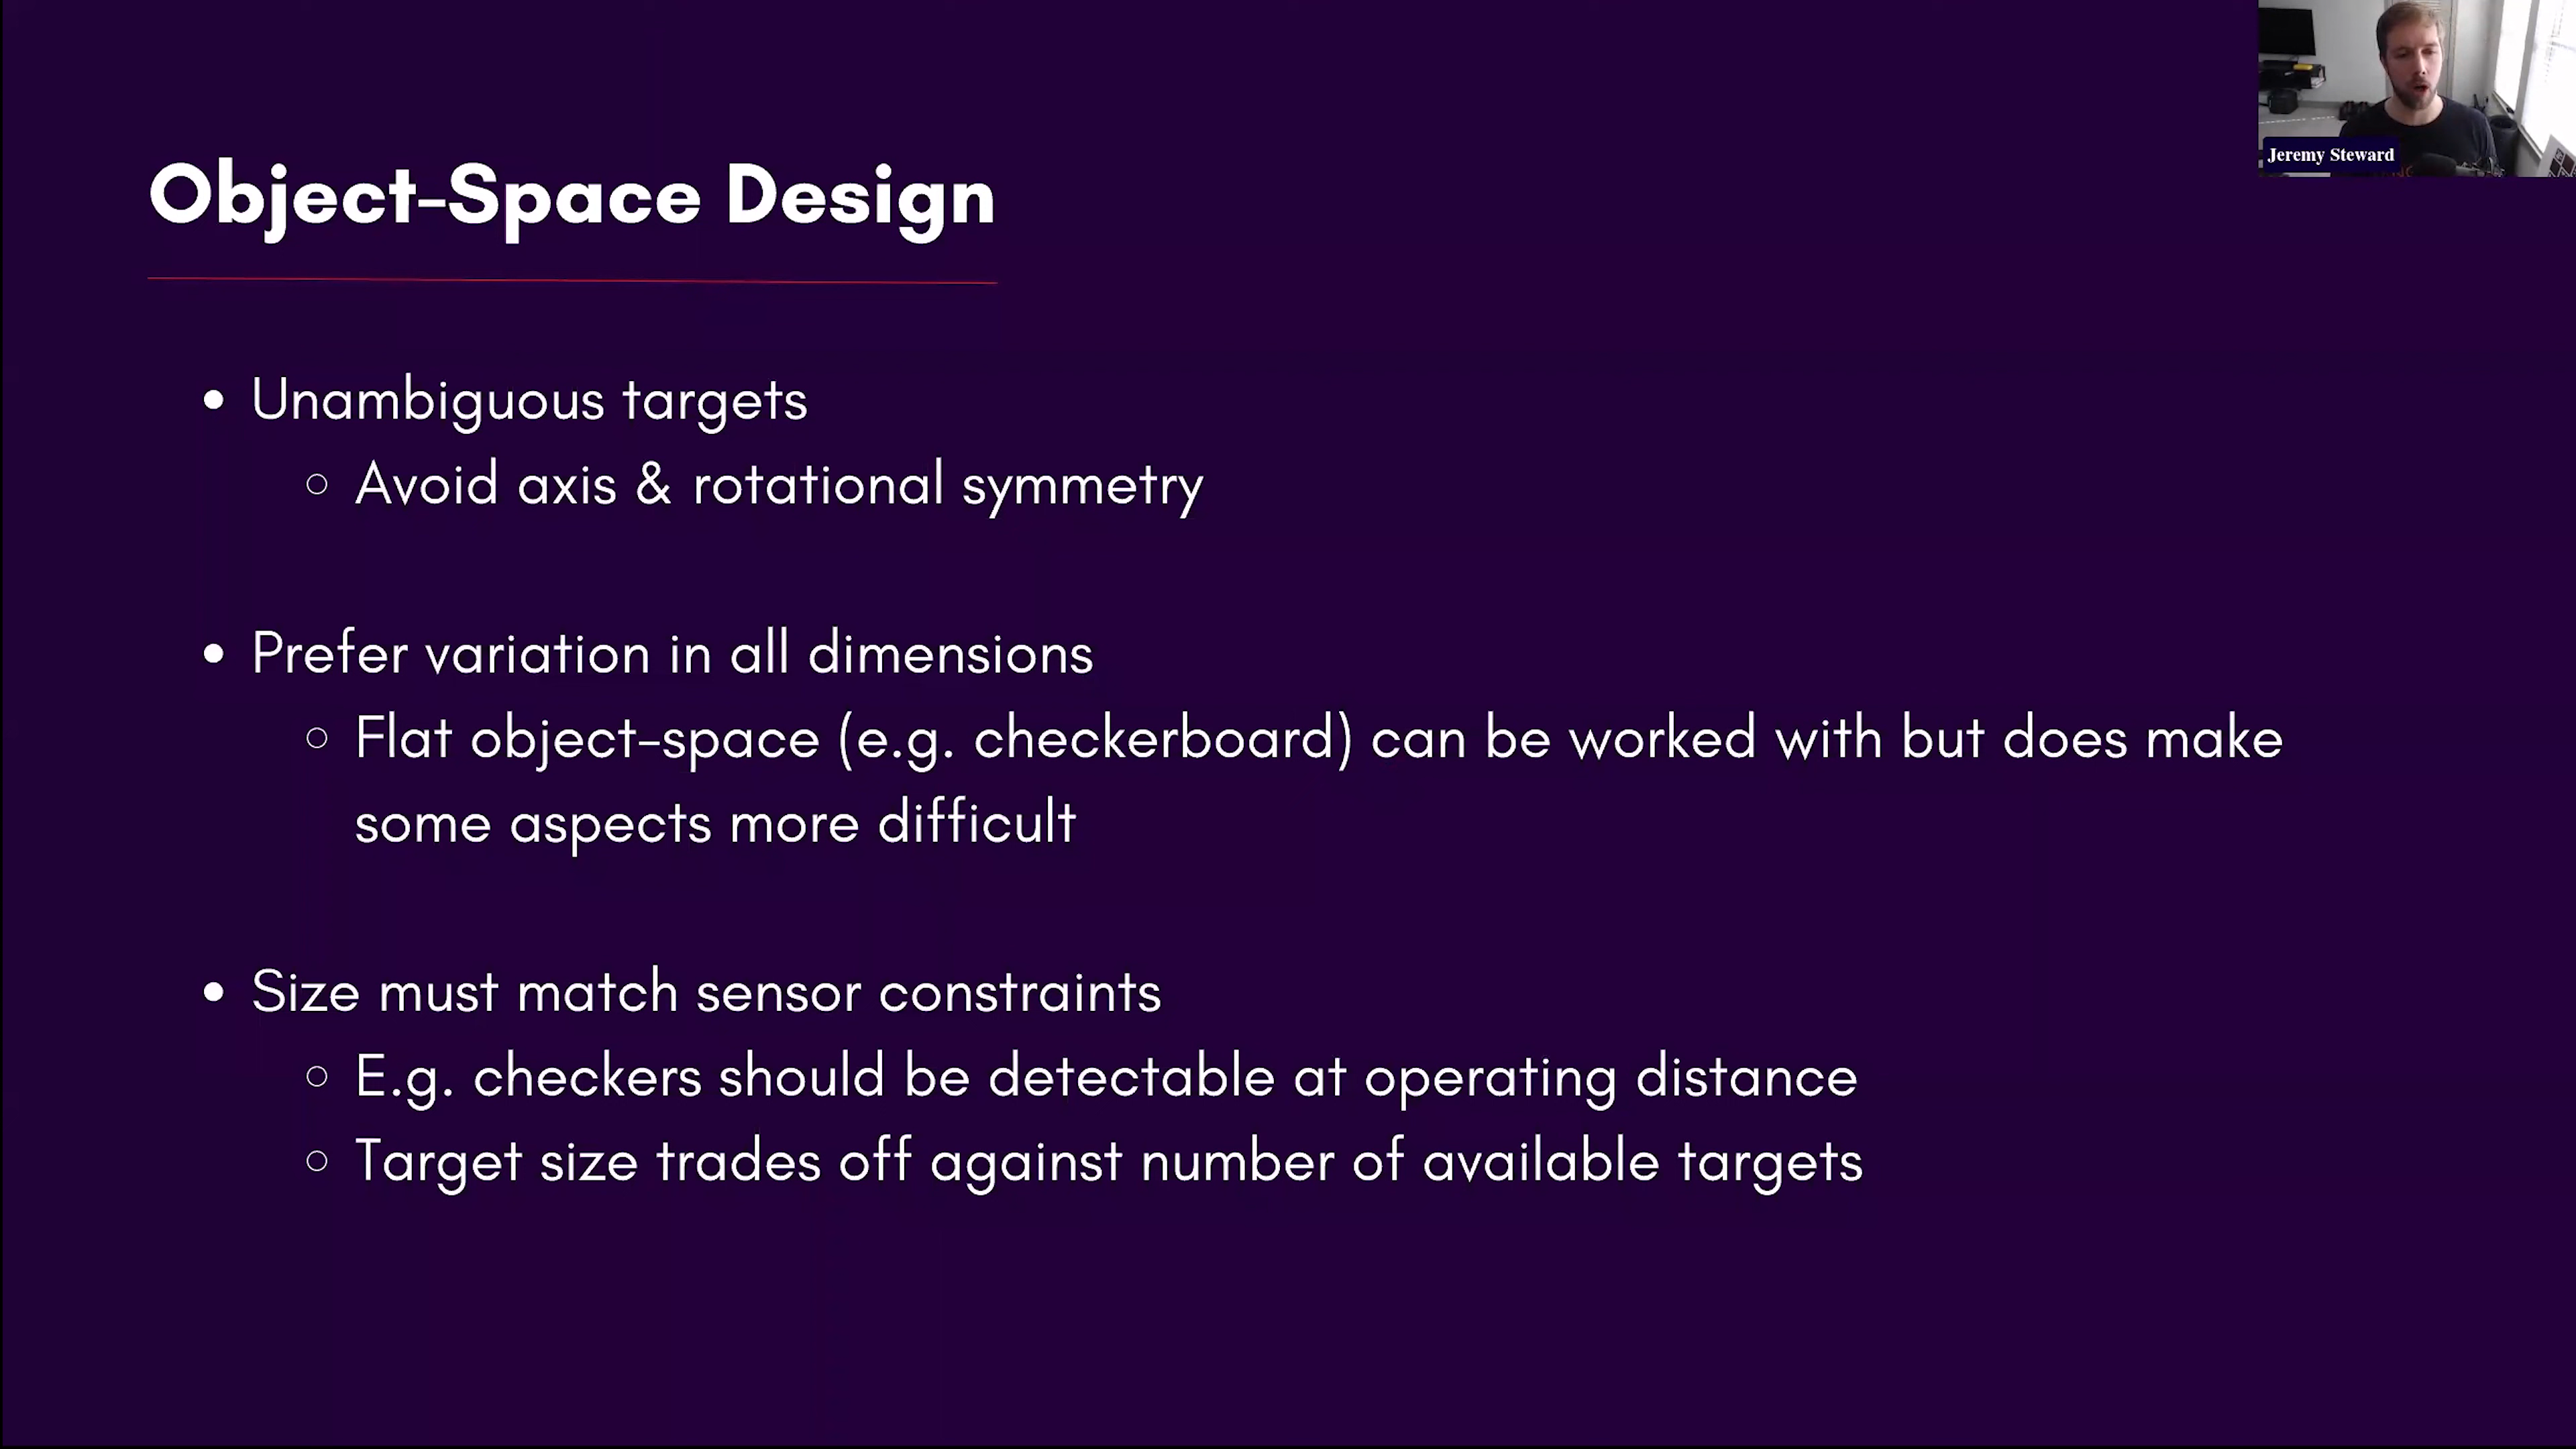 Object-Space Design
Jeremy Steward
• Unambiguous targets
○ Avoid axis & rotational symmetry
• Prefer variation in all dimensions
○ Flat object-space (e.g. checkerboard) can be worked with but does make
some aspects more difficult
• Size must match sensor constraints
○ E.g. checkers should be detectable at operating distance
○ Target size trades off against number of available targets